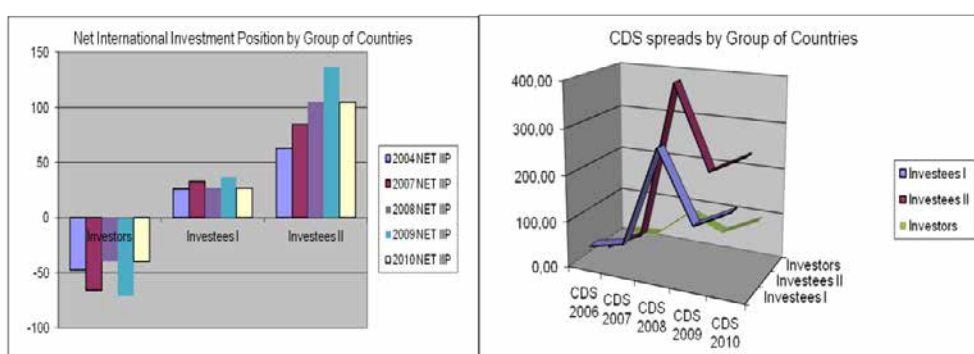 Net International Investment Position by Group of Countries
150
100
50
0
-50
-100
Investors
Investees I
Investees II
2004 NET IIP
2007 NET IIP
2008 NET IIP
2009 NET IIP
2010 NET IIP
CDS spreads by Group of Countries
400,00
300,00
200,00
100,00
0,00
CDS
2006
CDS
2007
CDS
2008
CDS
2009
CDS
2010
Investors
Investees II
Investees I
Investees I
Investees II
Investors